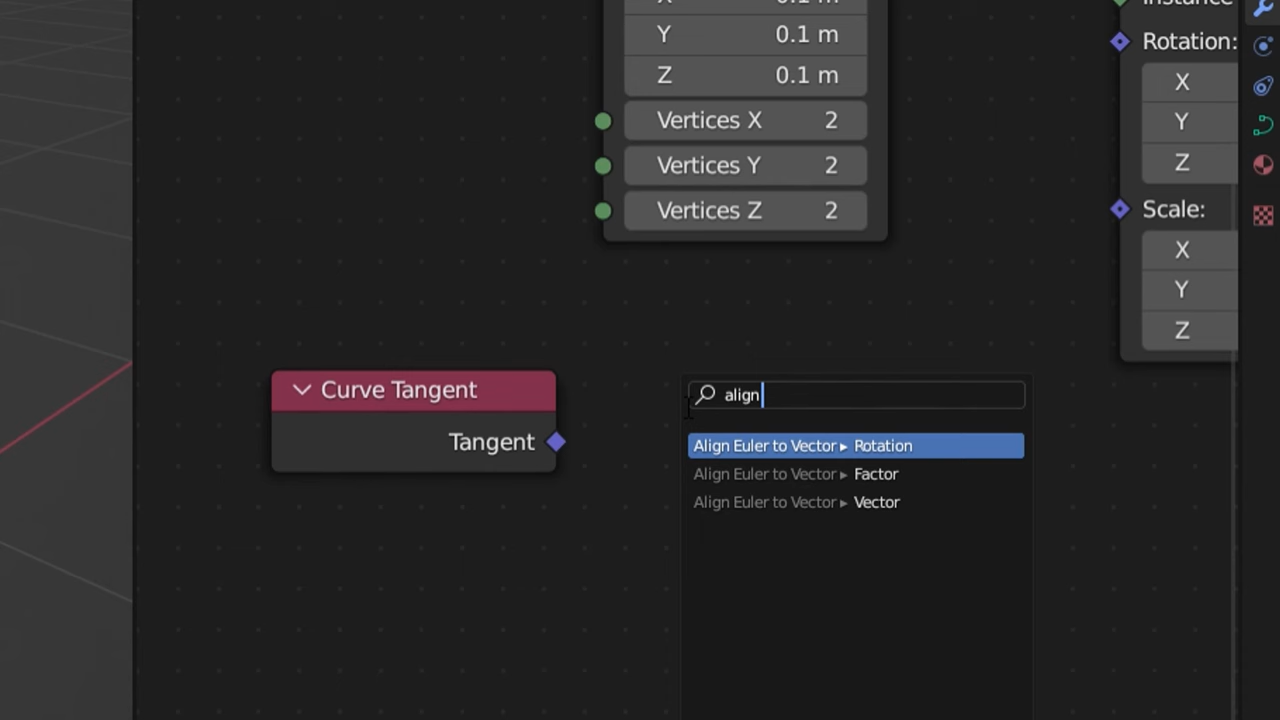 Y 0.1 m
Z 0.1 m
Vertices X 2
Vertices Y 2
Vertices Z 2
Instance
Rotation:
X
Y
Z
Scale:
X
Y
Z
Curve Tangent
Tangent
align
Align Euler to Vector ▸ Rotation
Align Euler to Vector ▸ Factor
Align Euler to Vector ▸ Vector